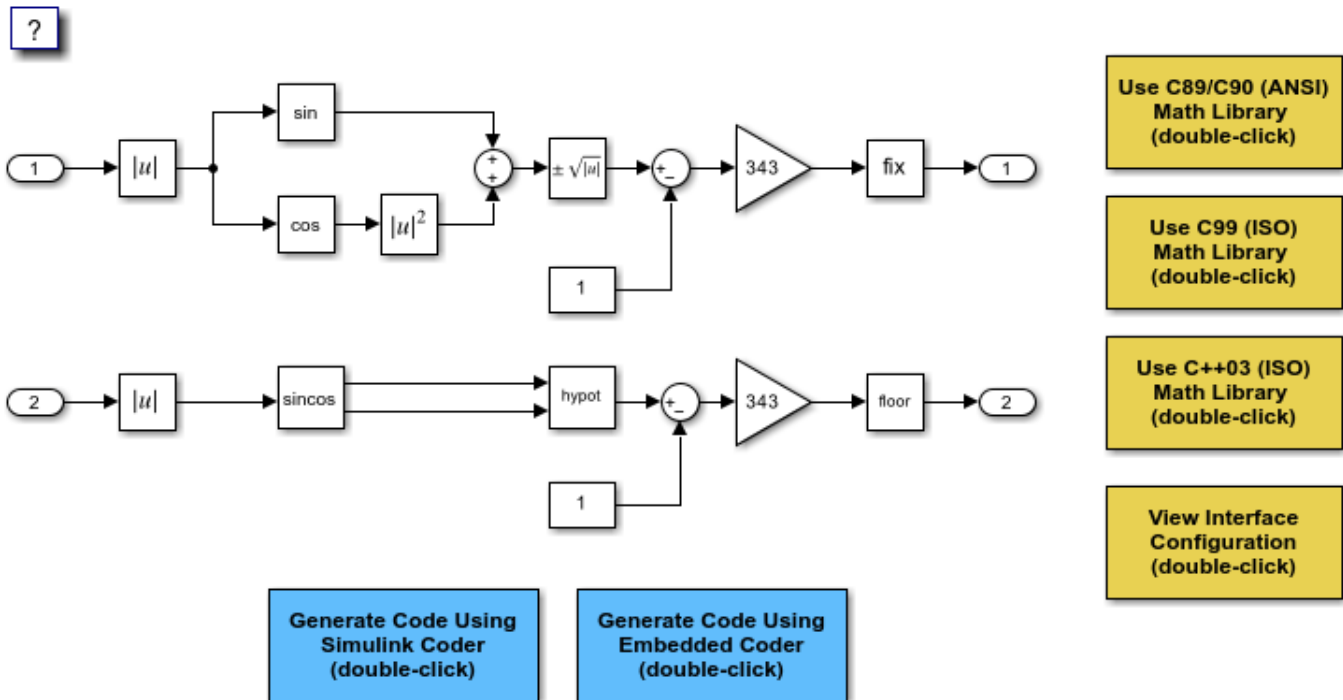 ?
Use C89/C90 (ANSI)
Math Library
(double-click)
sin
+
+
1
|u|
± √|u|
+
−
343
fix
1
cos
|u|²
Use C99 (ISO)
Math Library
(double-click)
1
Use C++03 (ISO)
Math Library
(double-click)
2
|u|
sincos
hypot
+
−
343
floor
2
1
View Interface
Configuration
(double-click)
Generate Code Using
Simulink Coder
(double-click)
Generate Code Using
Embedded Coder
(double-click)